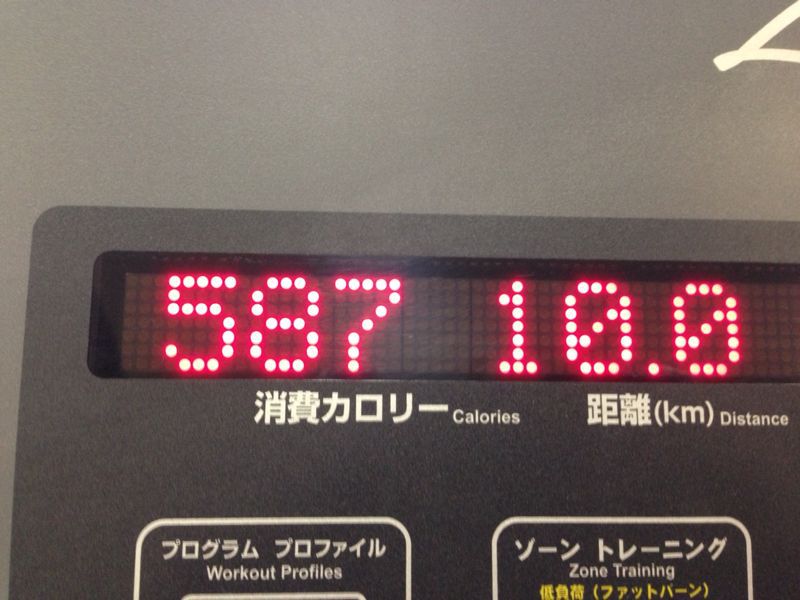 587 10.0
消費カロリー Calories 距離(km) Distance
プログラム プロファイル
Workout Profiles
ゾーン トレーニング
Zone Training
低負荷(ファットバーン)